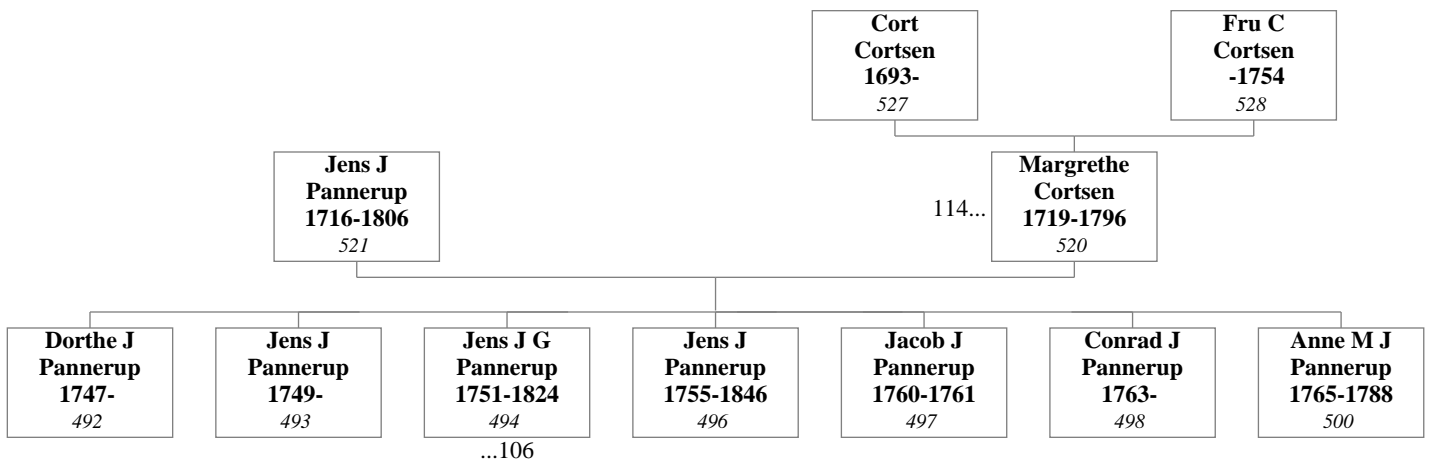 Cort
Cortsen
1693-
527
Fru C
Cortsen
-1754
528
Jens J
Pannerup
1716-1806
521
114...
Margrethe
Cortsen
1719-1796
520
Dorthe J
Pannerup
1747-
492
Jens J
Pannerup
1749-
493
Jens J G
Pannerup
1751-1824
494
...106
Jens J
Pannerup
1755-1846
496
Jacob J
Pannerup
1760-1761
497
Conrad J
Pannerup
1763-
498
Anne M J
Pannerup
1765-1788
500